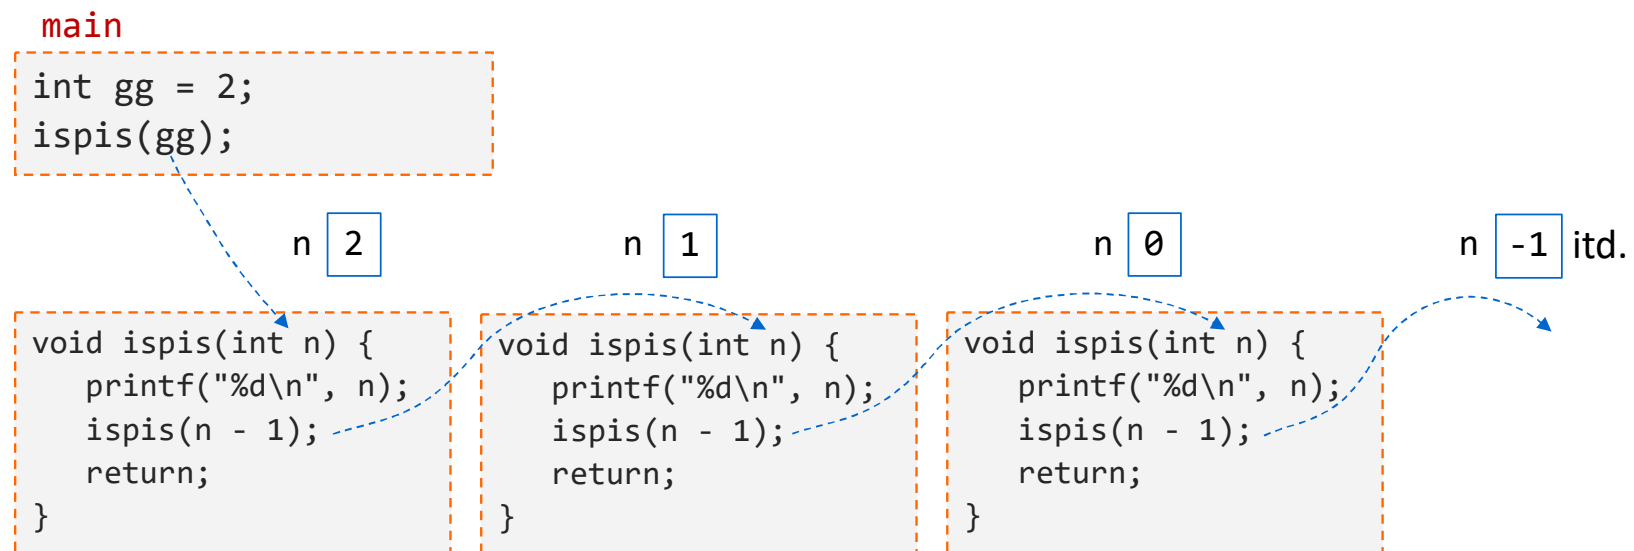 main
int gg = 2;
ispis(gg);
n 2
n 1
n 0
n -1 itd.
void ispis(int n) {
   printf("%d\n", n);
   ispis(n - 1);
   return;
}
void ispis(int n) {
   printf("%d\n", n);
   ispis(n - 1);
   return;
}
void ispis(int n) {
   printf("%d\n", n);
   ispis(n - 1);
   return;
}